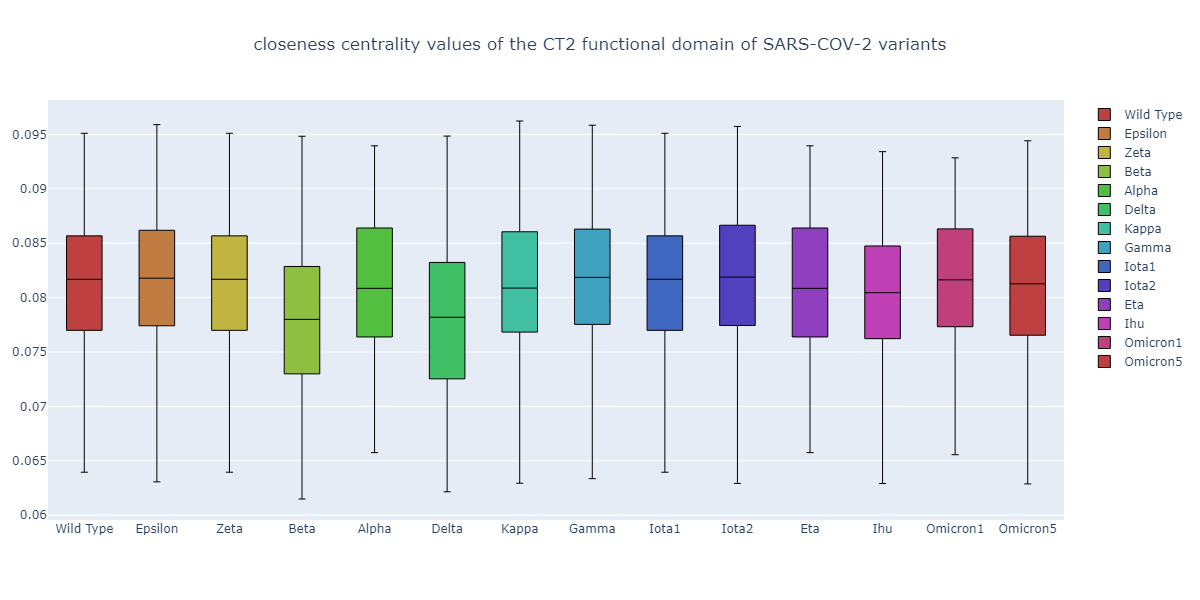 closeness centrality values of the CT2 functional domain of SARS-COV-2 variants
0.095
0.09
0.085
0.08
0.075
0.07
0.065
0.06
Wild Type Epsilon Zeta Beta Alpha Delta Kappa Gamma Iota1 Iota2 Eta Ihu Omicron1 Omicron5
Wild Type
Epsilon
Zeta
Beta
Alpha
Delta
Kappa
Gamma
Iota1
Iota2
Eta
Ihu
Omicron1
Omicron5